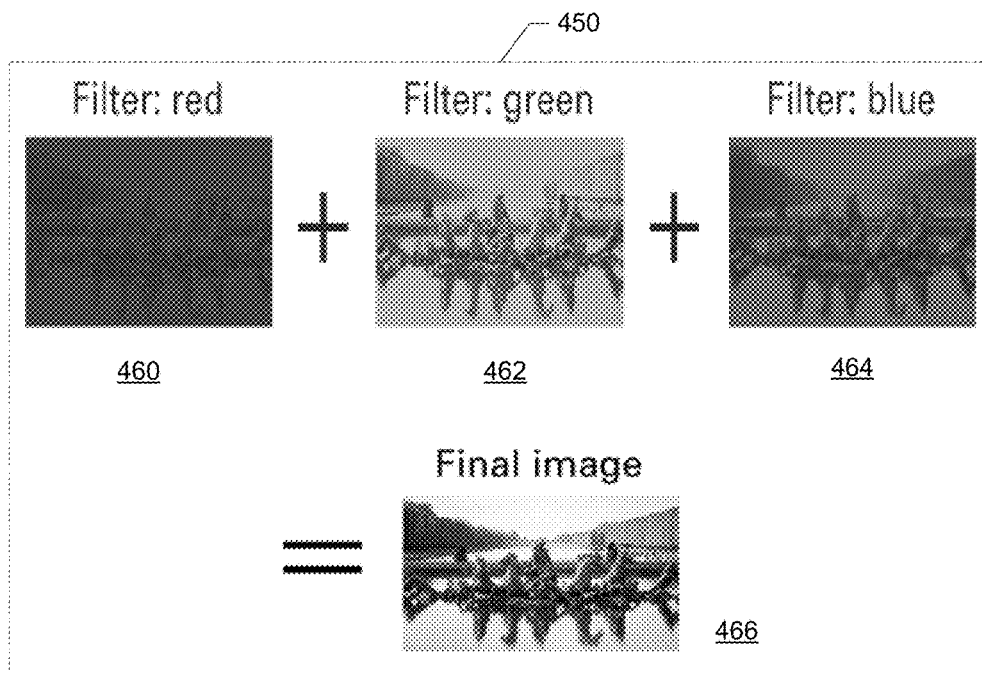 450
Filter: red
Filter: green
Filter: blue
+
+
460
462
464
Final image
=
466